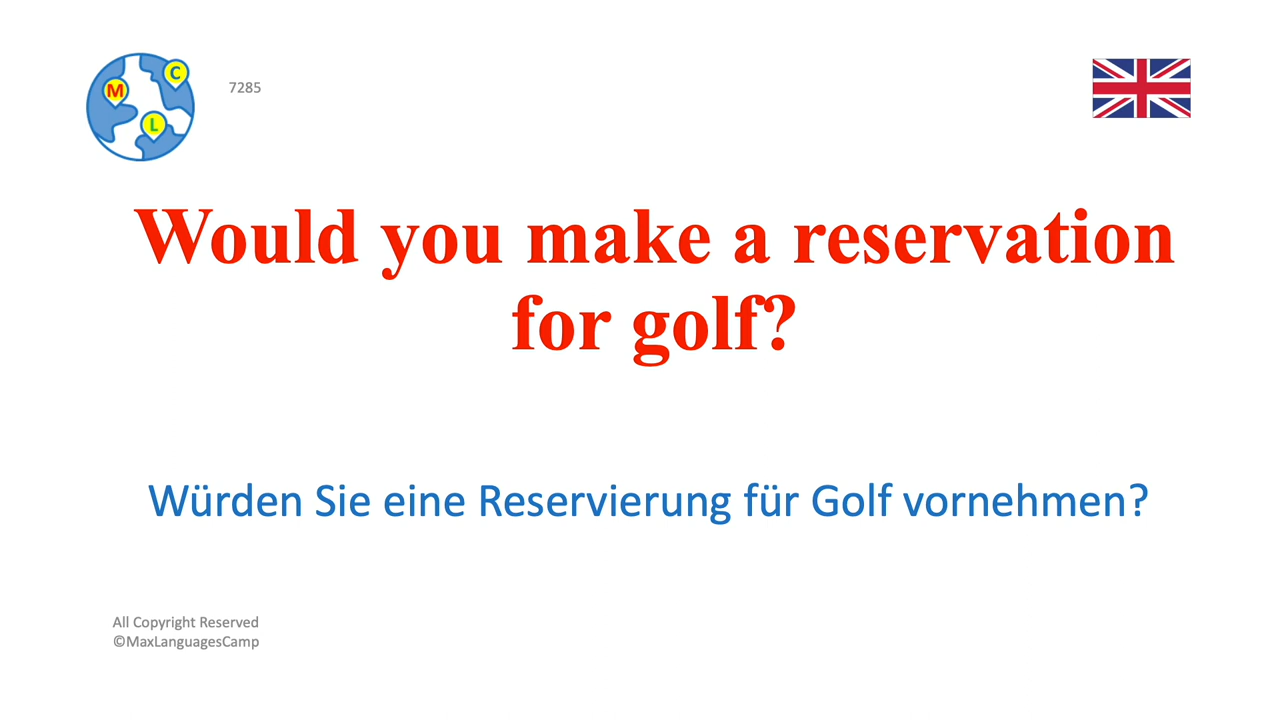 C
M
L
7285
Would you make a reservation
for golf?
Würden Sie eine Reservierung für Golf vornehmen?
All Copyright Reserved
©MaxLanguagesCamp